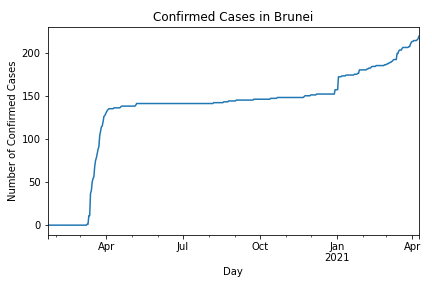 Confirmed Cases in Brunei
Number of Confirmed Cases
200
150
100
50
0
Apr
Jul
Oct
Jan
2021
Apr
Day